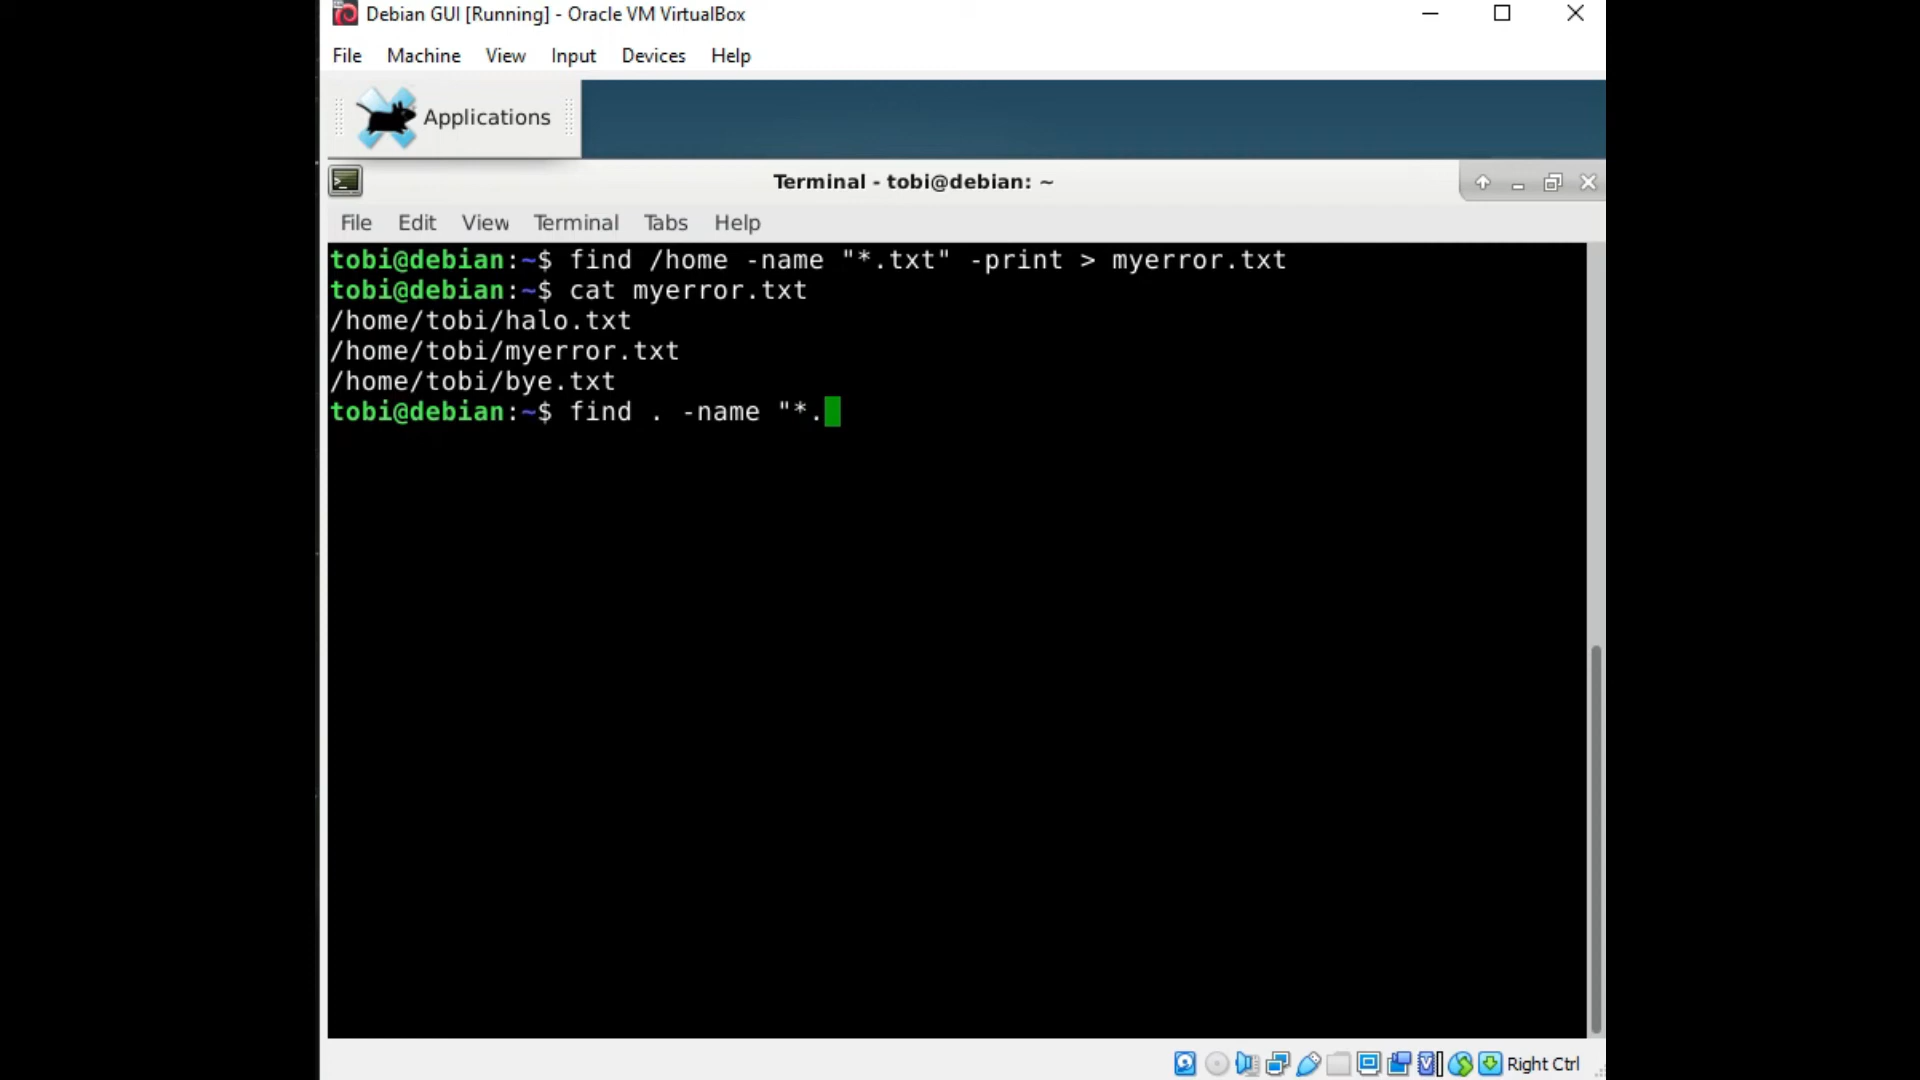 Debian GUI [Running] - Oracle VM VirtualBox
File Machine View Input Devices Help
Applications
Terminal - tobi@debian: ~
File Edit View Terminal Tabs Help
tobi@debian:~$ find /home -name "*.txt" -print > myerror.txt
tobi@debian:~$ cat myerror.txt
/home/tobi/halo.txt
/home/tobi/myerror.txt
/home/tobi/bye.txt
tobi@debian:~$ find . -name "*.
Right Ctrl